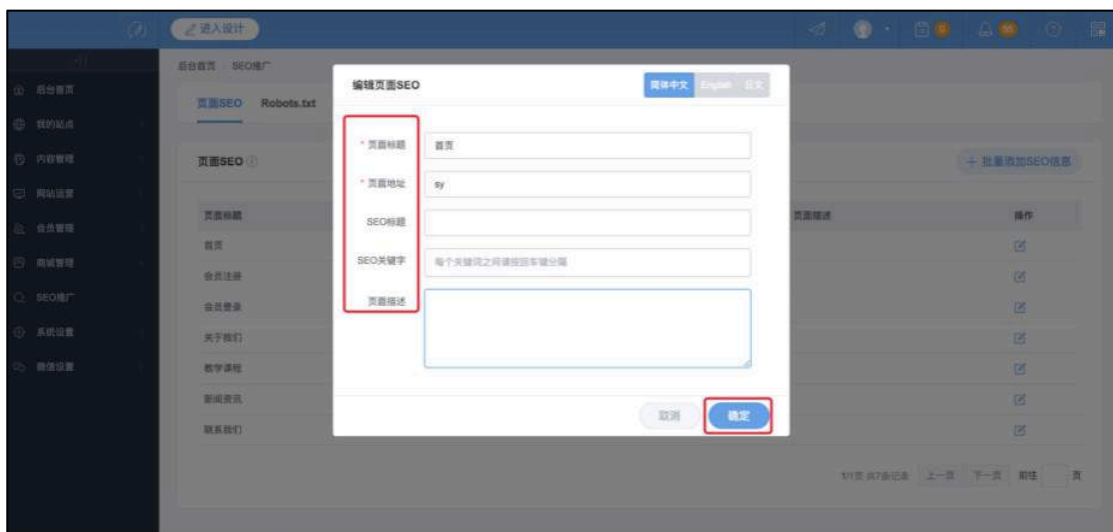 进入设计
后台首页 SEO推广
后台首页
我的站点
内容管理
网站运营
会员管理
商城管理
SEO推广
系统设置
微信设置
页面SEO Robots.txt
页面SEO
批量添加SEO信息
页面标题 页面描述 操作
首页
会员注册
会员登录
关于我们
教学课程
新闻资讯
联系我们
1/1页 共7条记录 上一页 下一页 前往 页
编辑页面SEO
简体中文 English 日文
* 页面标题 首页
* 页面地址 sy
SEO标题
SEO关键字 每个关键词之间请按回车键分隔
页面描述
取消 确定